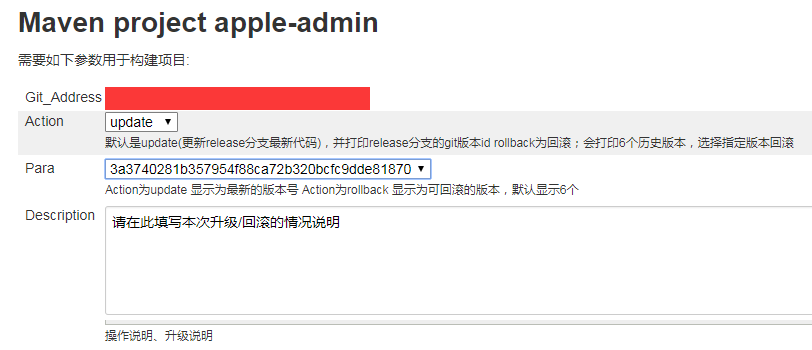 Maven project apple-admin
需要如下参数用于构建项目:
Git_Address
Action
update
默认是update(更新release分支最新代码)，并打印release分支的git版本id rollback为回滚；会打印6个历史版本，选择指定版本回滚
Para
3a3740281b357954f88ca72b320bcfc9dde81870
Action为update 显示为最新的版本号 Action为rollback 显示为可回滚的版本，默认显示6个
Description
请在此填写本次升级/回滚的情况说明
操作说明、升级说明